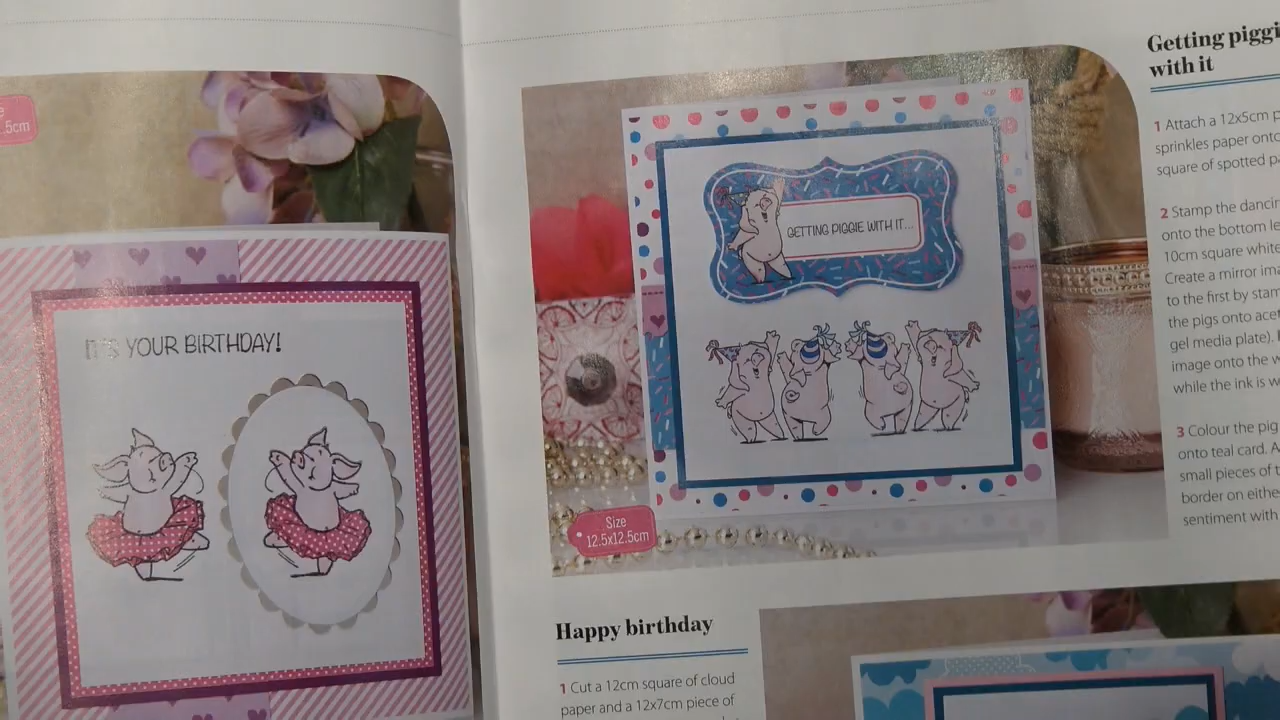 .5cm
IT'S YOUR BIRTHDAY!
GETTING PIGGIE WITH IT...
Size
12.5x12.5cm
Getting piggi
with it
1 Attach a 12x5cm p
sprinkles paper onto
square of spotted pa
2 Stamp the dancin
onto the bottom le
10cm square white
Create a mirror ima
to the first by stam
the pigs onto acet
gel media plate).
image onto the w
while the ink is w
3 Colour the pig
onto teal card. A
small pieces of t
border on eithe
sentiment with
Happy birthday
1 Cut a 12cm square of cloud
paper and a 12x7cm piece of